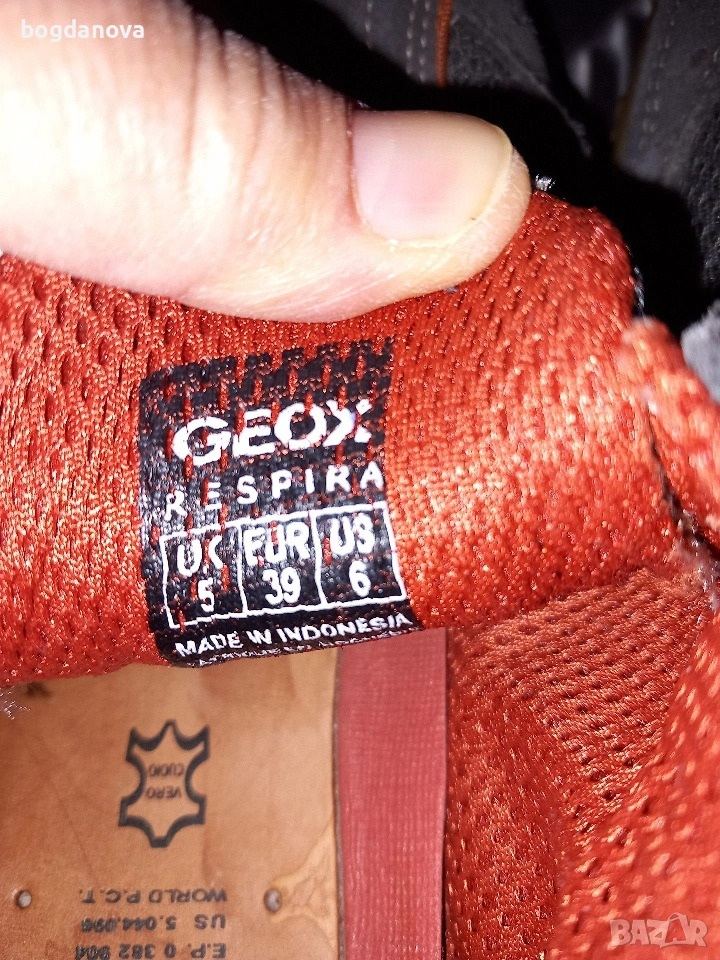 bogdanova
GEOX
RESPIRA
UK EUR US
5 39 6
MADE IN INDONESIA
VERO
CUOIO
WORLD P.C.T.
US 5.044.096
E.P. 0 382 904
BAZAR